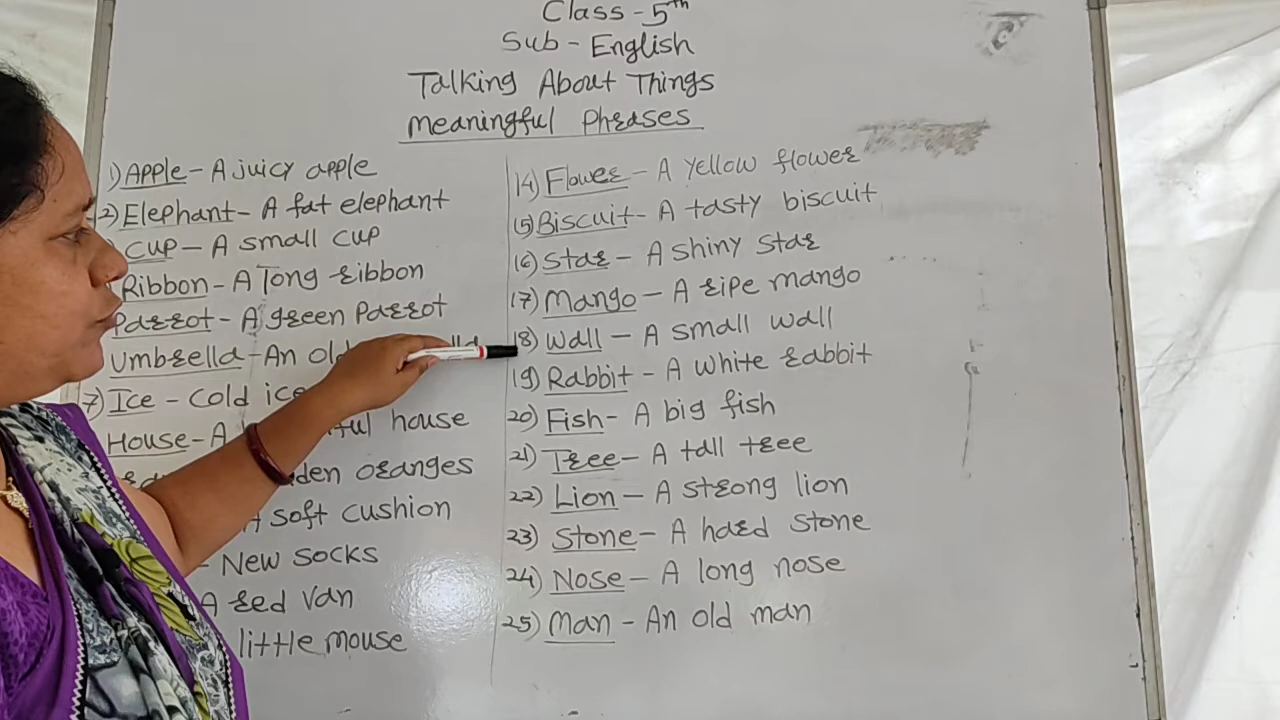 Class - 5th
Sub - English
Talking About Things
Meaningful Phrases
1) Apple - A juicy apple
2) Elephant - A fat elephant
) Cup - A small cup
Ribbon - A long ribbon
Parrot - A green Parrot
Umbrella - An old
7) Ice - Cold ice
House - A house
oranges
soft cushion
- New socks
A red van
little mouse
14) Flower - A yellow flower
15) Biscuit - A tasty biscuit
16) Star - A shiny star
17) Mango - A ripe mango
18) Wall - A small wall
19) Rabbit - A white rabbit
20) Fish - A big fish
21) Tree - A tall tree
22) Lion - A strong lion
23) Stone - A hard stone
24) Nose - A long nose
25) Man - An old man